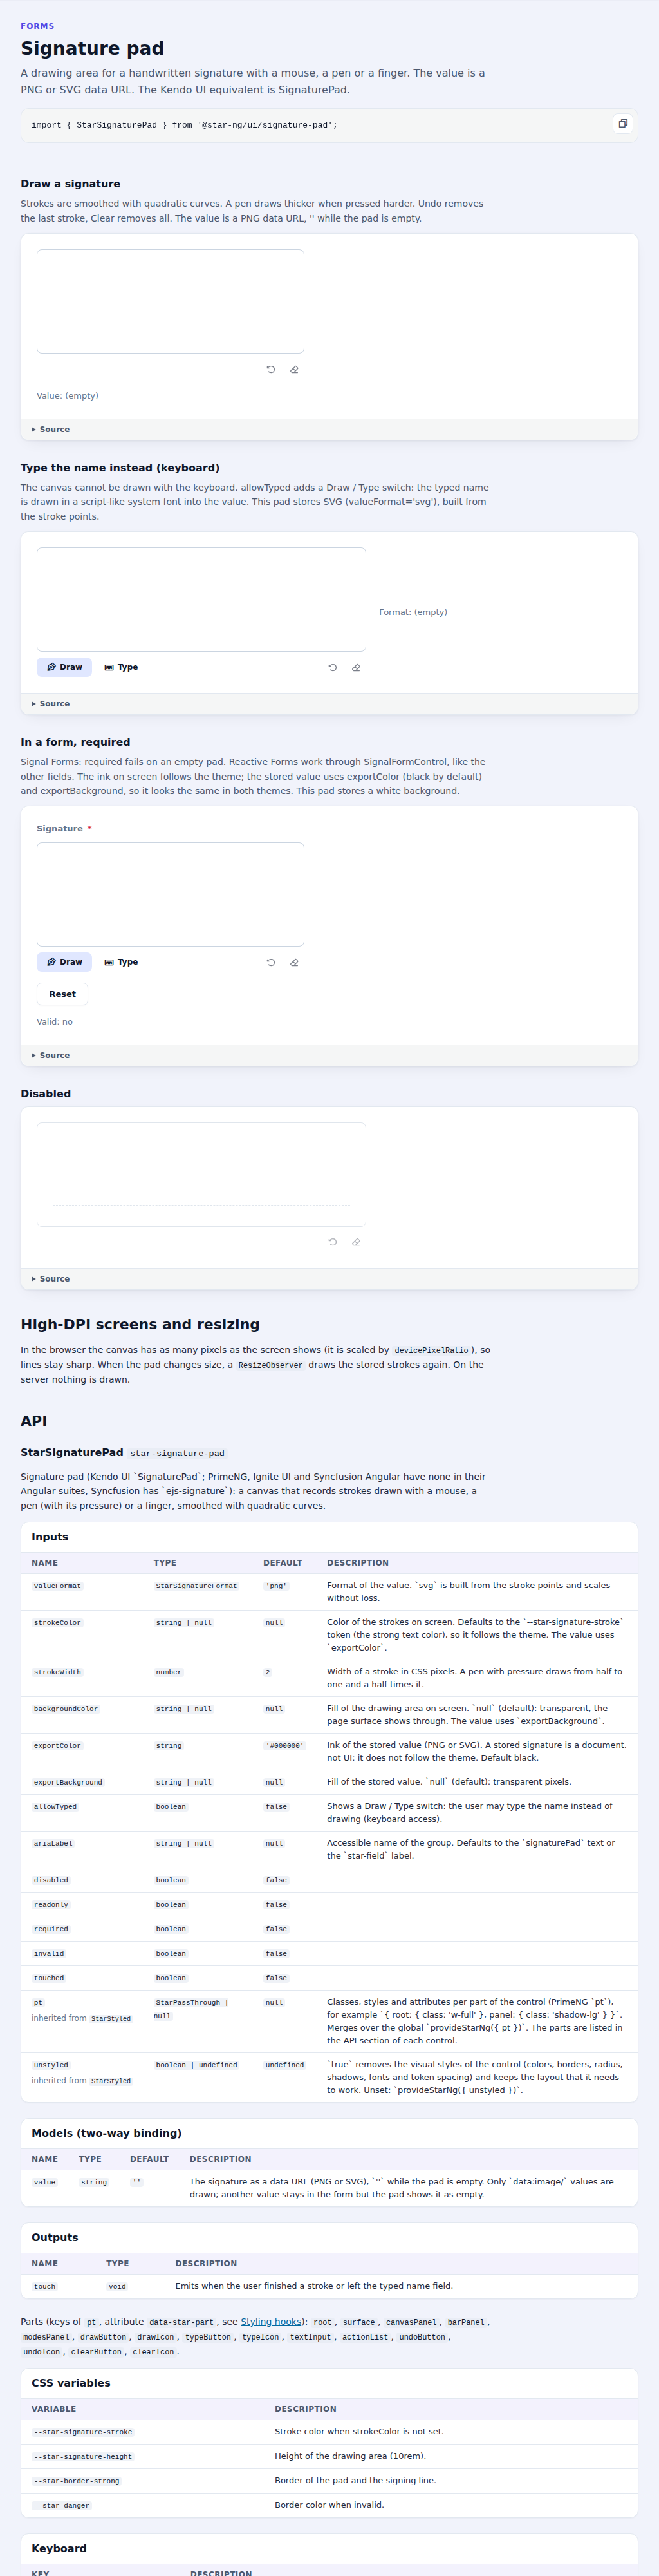 FORMS
Signature pad
A drawing area for a handwritten signature with a mouse, a pen or a finger. The value is a
PNG or SVG data URL. The Kendo UI equivalent is SignaturePad.
import { StarSignaturePad } from '@star-ng/ui/signature-pad';
Draw a signature
Strokes are smoothed with quadratic curves. A pen draws thicker when pressed harder. Undo removes
the last stroke, Clear removes all. The value is a PNG data URL, '' while the pad is empty.
Value: (empty)
Source
Type the name instead (keyboard)
The canvas cannot be drawn with the keyboard. allowTyped adds a Draw / Type switch: the typed name
is drawn in a script-like system font into the value. This pad stores SVG (valueFormat='svg'), built from
the stroke points.
Format: (empty)
Draw Type
Source
In a form, required
Signal Forms: required fails on an empty pad. Reactive Forms work through SignalFormControl, like the
other fields. The ink on screen follows the theme; the stored value uses exportColor (black by default)
and exportBackground, so it looks the same in both themes. This pad stores a white background.
Signature *
Draw Type
Reset
Valid: no
Source
Disabled
Source
High-DPI screens and resizing
In the browser the canvas has as many pixels as the screen shows (it is scaled by devicePixelRatio), so
lines stay sharp. When the pad changes size, a ResizeObserver draws the stored strokes again. On the
server nothing is drawn.
API
StarSignaturePad star-signature-pad
Signature pad (Kendo UI `SignaturePad`; PrimeNG, Ignite UI and Syncfusion Angular have none in their
Angular suites, Syncfusion has `ejs-signature`): a canvas that records strokes drawn with a mouse, a
pen (with its pressure) or a finger, smoothed with quadratic curves.
Inputs
NAME TYPE DEFAULT DESCRIPTION
valueFormat StarSignatureFormat 'png' Format of the value. `svg` is built from the stroke points and scales
without loss.
strokeColor string | null null Color of the strokes on screen. Defaults to the `--star-signature-stroke`
token (the strong text color), so it follows the theme. The value uses
`exportColor`.
strokeWidth number 2 Width of a stroke in CSS pixels. A pen with pressure draws from half to
one and a half times it.
backgroundColor string | null null Fill of the drawing area on screen. `null` (default): transparent, the
page surface shows through. The value uses `exportBackground`.
exportColor string '#000000' Ink of the stored value (PNG or SVG). A stored signature is a document,
not UI: it does not follow the theme. Default black.
exportBackground string | null null Fill of the stored value. `null` (default): transparent pixels.
allowTyped boolean false Shows a Draw / Type switch: the user may type the name instead of
drawing (keyboard access).
ariaLabel string | null null Accessible name of the group. Defaults to the `signaturePad` text or
the `star-field` label.
disabled boolean false
readonly boolean false
required boolean false
invalid boolean false
touched boolean false
pt StarPassThrough | null null Classes, styles and attributes per part of the control (PrimeNG `pt`),
inherited from StarStyled for example `{ root: { class: 'w-full' }, panel: { class: 'shadow-lg' } }`.
Merges over the global `provideStarNg({ pt })`. The parts are listed in
the API section of each control.
unstyled boolean | undefined undefined `true` removes the visual styles of the control (colors, borders, radius,
inherited from StarStyled shadows, fonts and token spacing) and keeps the layout that it needs
to work. Unset: `provideStarNg({ unstyled })`.
Models (two-way binding)
NAME TYPE DEFAULT DESCRIPTION
value string '' The signature as a data URL (PNG or SVG), `''` while the pad is empty. Only `data:image/` values are
drawn; another value stays in the form but the pad shows it as empty.
Outputs
NAME TYPE DESCRIPTION
touch void Emits when the user finished a stroke or left the typed name field.
Parts (keys of pt, attribute data-star-part, see Styling hooks): root, surface, canvasPanel, barPanel,
modesPanel, drawButton, drawIcon, typeButton, typeIcon, textInput, actionList, undoButton,
undoIcon, clearButton, clearIcon.
CSS variables
VARIABLE DESCRIPTION
--star-signature-stroke Stroke color when strokeColor is not set.
--star-signature-height Height of the drawing area (10rem).
--star-border-strong Border of the pad and the signing line.
--star-danger Border color when invalid.
Keyboard
KEY DESCRIPTION